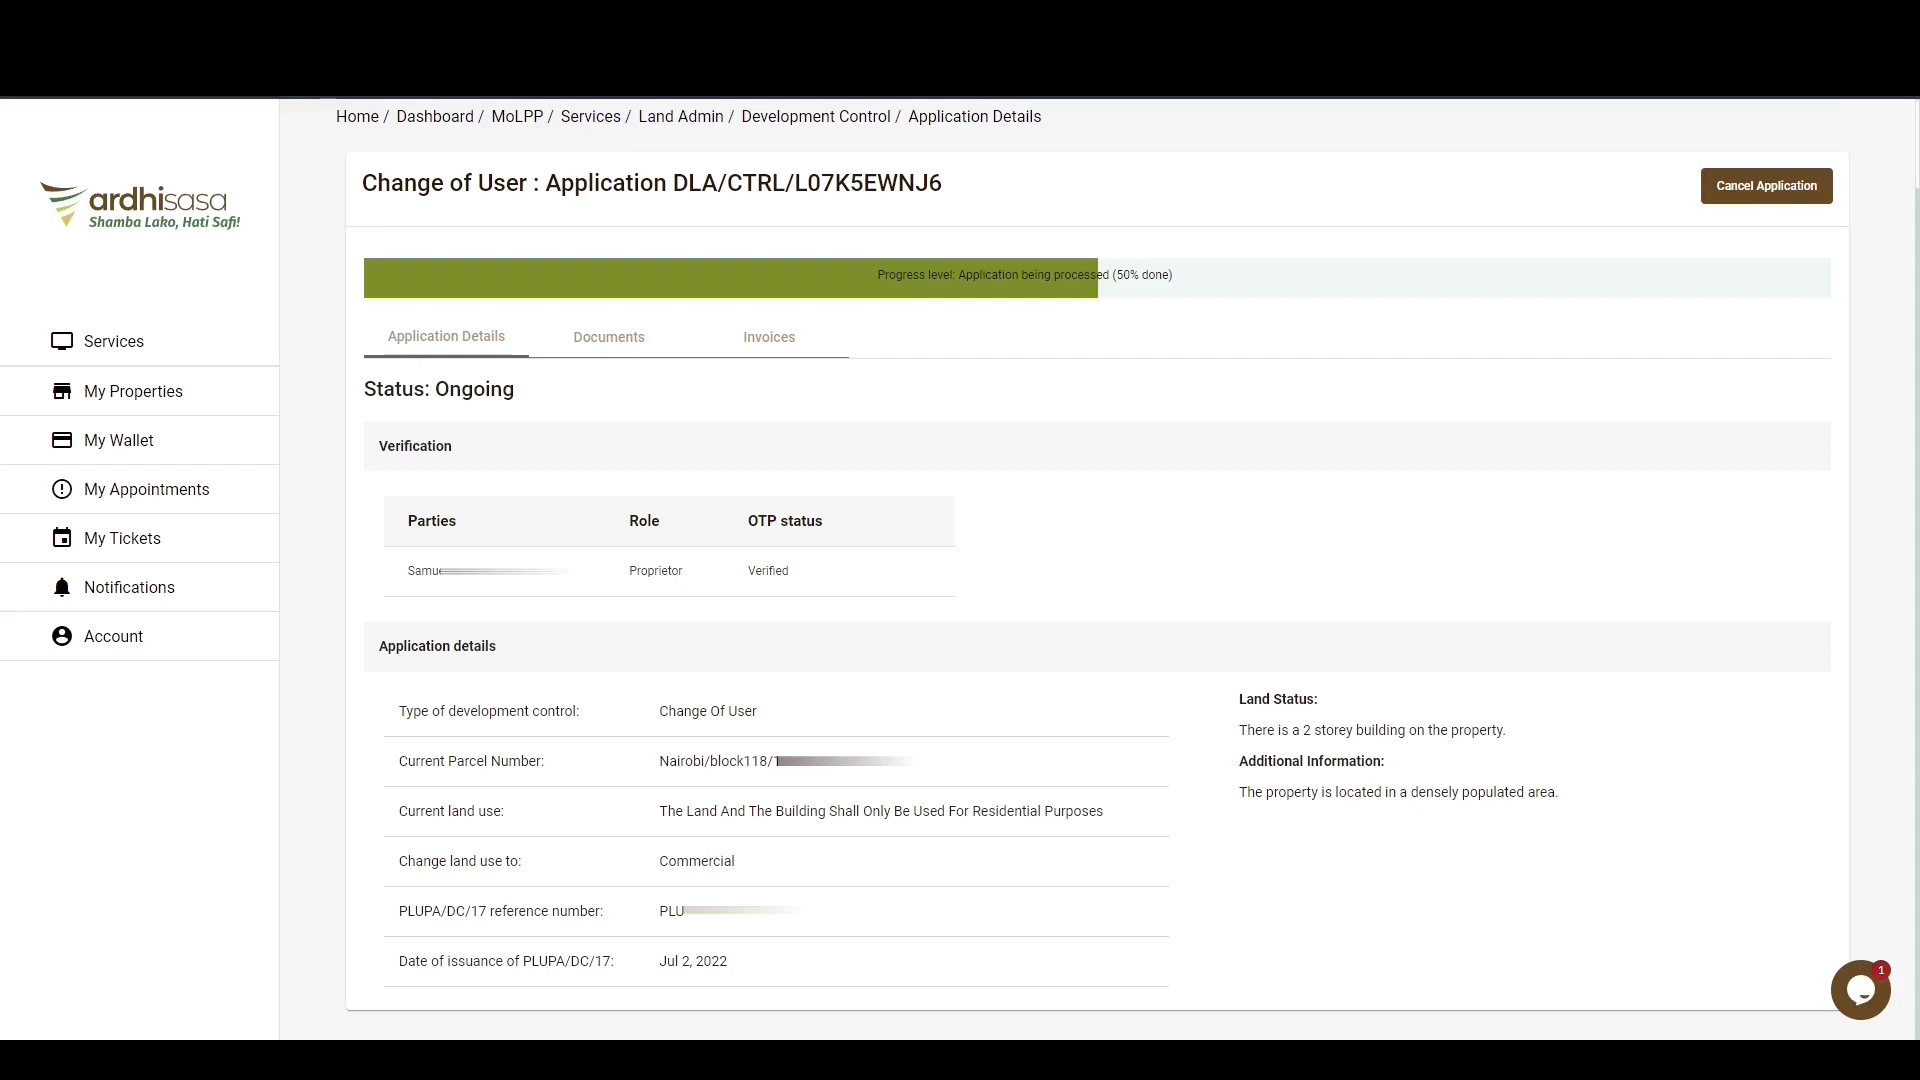 Home / Dashboard / MoLPP / Services / Land Admin / Development Control / Application Details
ardhisasa
Shamba Lako, Hati Safi!
Services
My Properties
My Wallet
My Appointments
My Tickets
Notifications
Account
Change of User : Application DLA/CTRL/L07K5EWNJ6
Cancel Application
Progress level: Application being processed (50% done)
Application Details Documents Invoices
Status: Ongoing
Verification
Parties Role OTP status
Samu Proprietor Verified
Application details
Type of development control: Change Of User
Current Parcel Number: Nairobi/block118/1
Current land use: The Land And The Building Shall Only Be Used For Residential Purposes
Change land use to: Commercial
PLUPA/DC/17 reference number: PLU
Date of issuance of PLUPA/DC/17: Jul 2, 2022
Land Status:
There is a 2 storey building on the property.
Additional Information:
The property is located in a densely populated area.
1